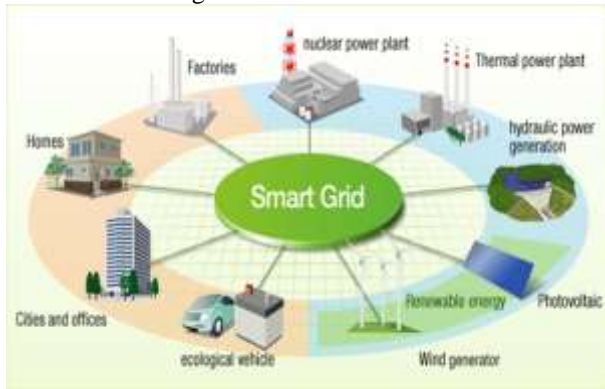 nuclear power plant
Factories
Thermal power plant
hydraulic power
generation
Homes
Smart Grid
Renewable energy
Photovoltaic
Cities and offices
ecological vehicle
Wind generator